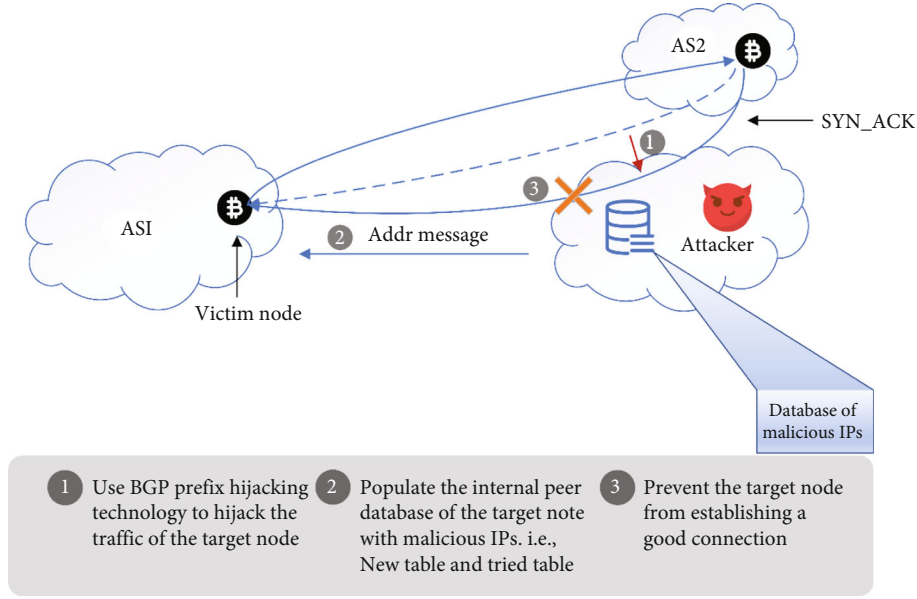 AS2
SYN_ACK
1
3
ASI
Attacker
2 Addr message
Victim node
Database of
malicious IPs
1 Use BGP prefix hijacking
technology to hijack the
traffic of the target node
2 Populate the internal peer
database of the target note
with malicious IPs. i.e.,
New table and tried table
3 Prevent the target node
from establishing a
good connection